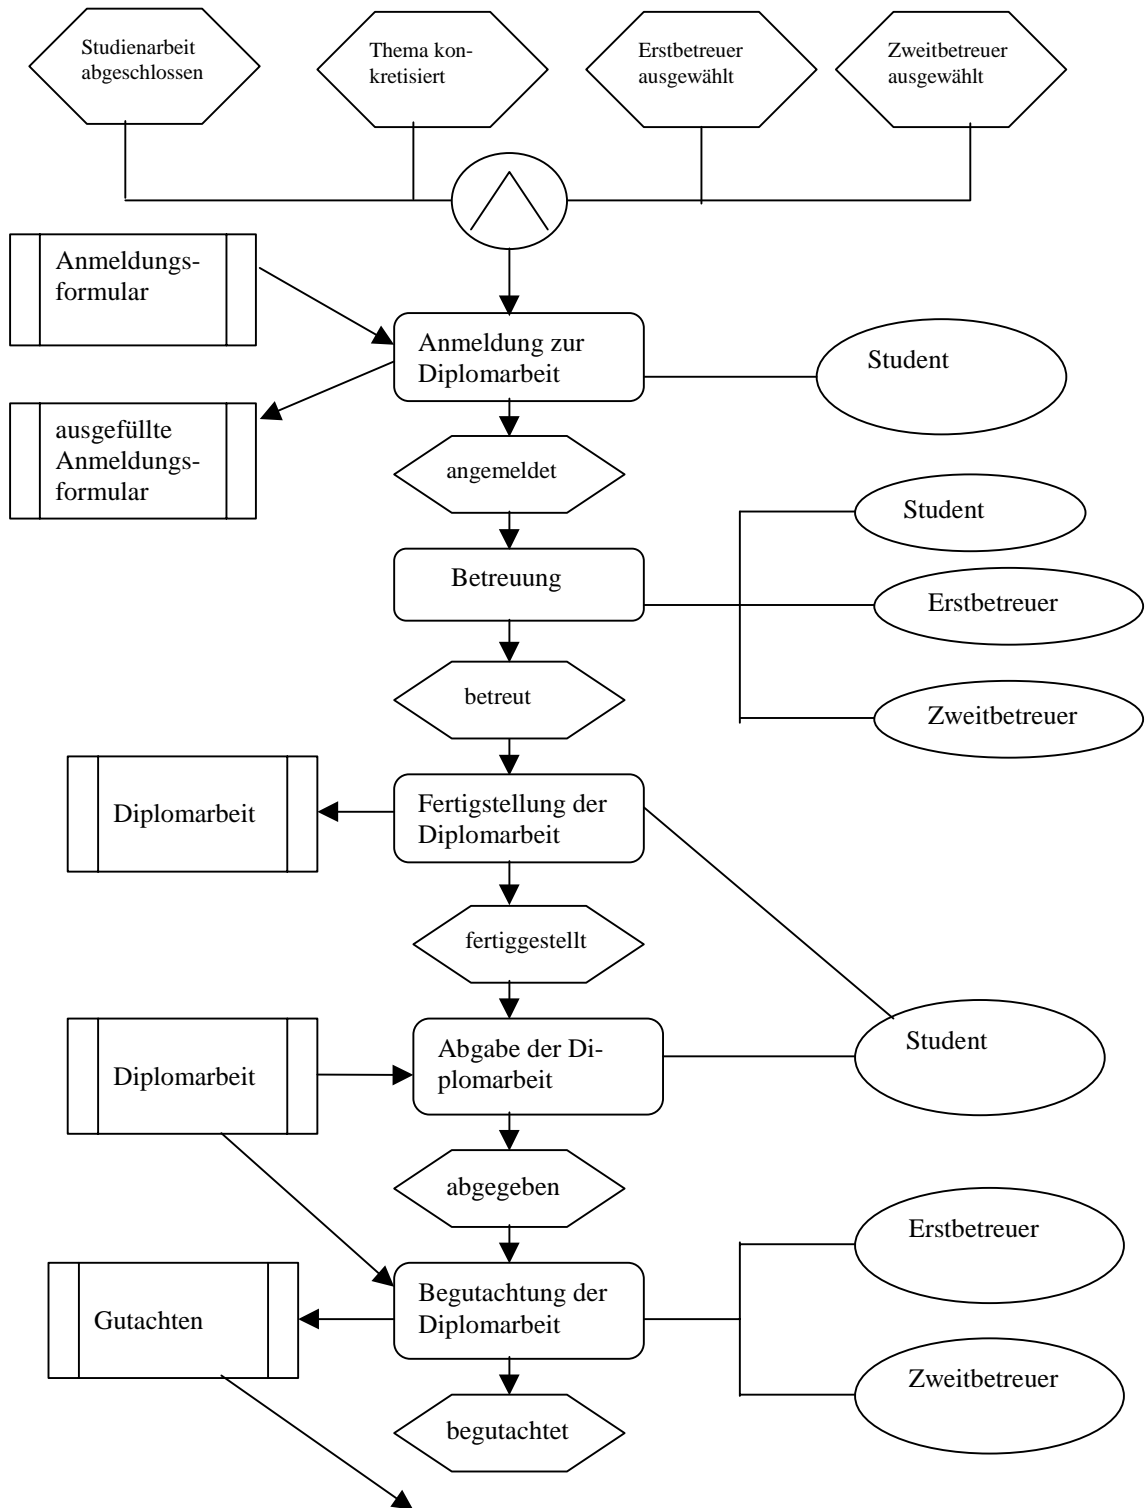 Studienarbeit
abgeschlossen
Thema kon-
kretisiert
Erstbetreuer
ausgewählt
Zweitbetreuer
ausgewählt
Anmeldungs-
formular
Anmeldung zur
Diplomarbeit
Student
ausgefüllte
Anmeldungs-
formular
angemeldet
Student
Betreuung
Erstbetreuer
betreut
Zweitbetreuer
Diplomarbeit
Fertigstellung der
Diplomarbeit
fertiggestellt
Diplomarbeit
Abgabe der Di-
plomarbeit
Student
abgegeben
Erstbetreuer
Gutachten
Begutachtung der
Diplomarbeit
Zweitbetreuer
begutachtet